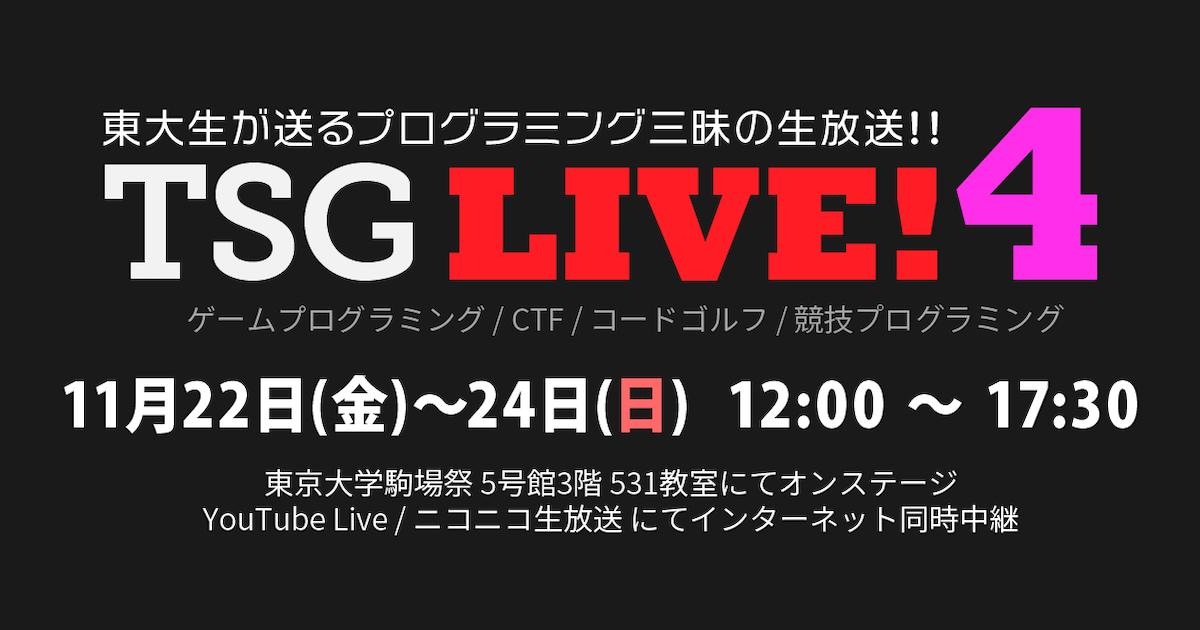 東大生が送るプログラミング三昧の生放送!!
TSG LIVE! 4
ゲームプログラミング / CTF / コードゴルフ / 競技プログラミング
11月22日(金)～24日(日) 12:00 ～ 17:30
東京大学駒場祭 5号館3階 531教室にてオンステージ
YouTube Live / ニコニコ生放送 にてインターネット同時中継